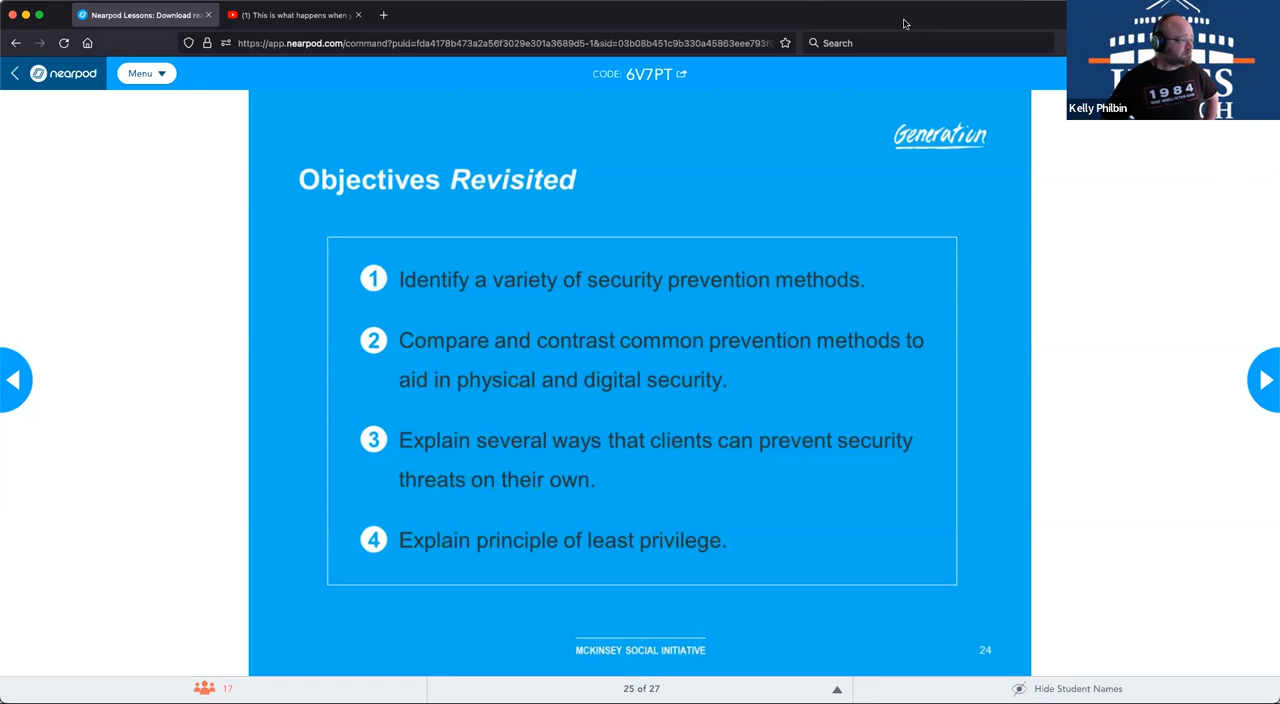 Nearpod Lessons: Download re
(1) This is what happens when
https://app.nearpod.com/command?puid=fda4178b473a2a56f3029e301a3689d5-1&sid=03b08b451c9b330a45863eee793f
Search
nearpod
Menu
CODE: 6V7PT
1984
Kelly Philbin
Generation
Objectives Revisited
1 Identify a variety of security prevention methods.
2 Compare and contrast common prevention methods to
aid in physical and digital security.
3 Explain several ways that clients can prevent security
threats on their own.
4 Explain principle of least privilege.
MCKINSEY SOCIAL INITIATIVE
24
17
25 of 27
Hide Student Names